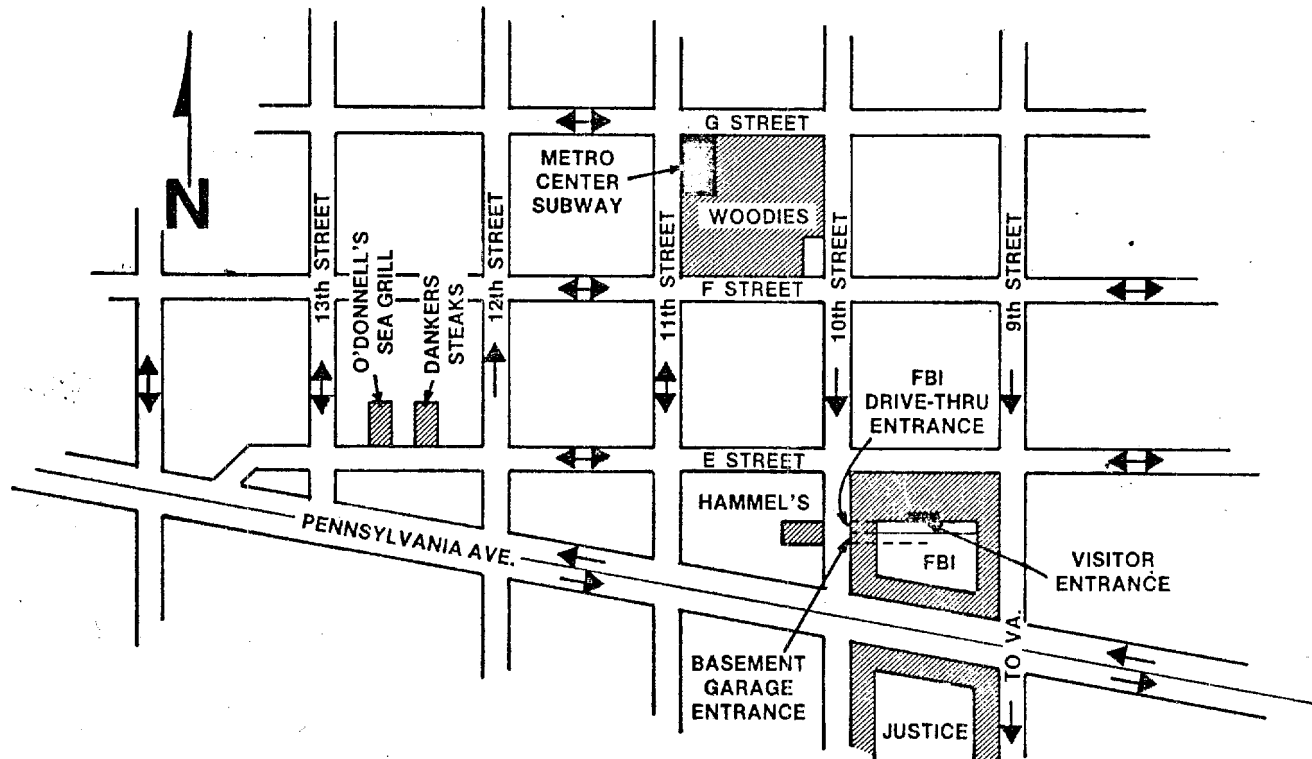 G STREET
METRO
CENTER
SUBWAY
WOODIES
N
13th STREET
O'DONNELL'S
SEA GRILL
DANKERS
STEAKS
12th STREET
11th STREET
F STREET
10th STREET
9th STREET
FBI
DRIVE-THRU
ENTRANCE
E STREET
HAMMEL'S
PENNSYLVANIA AVE.
FBI
VISITOR
ENTRANCE
BASEMENT
GARAGE
ENTRANCE
TO VA.
JUSTICE